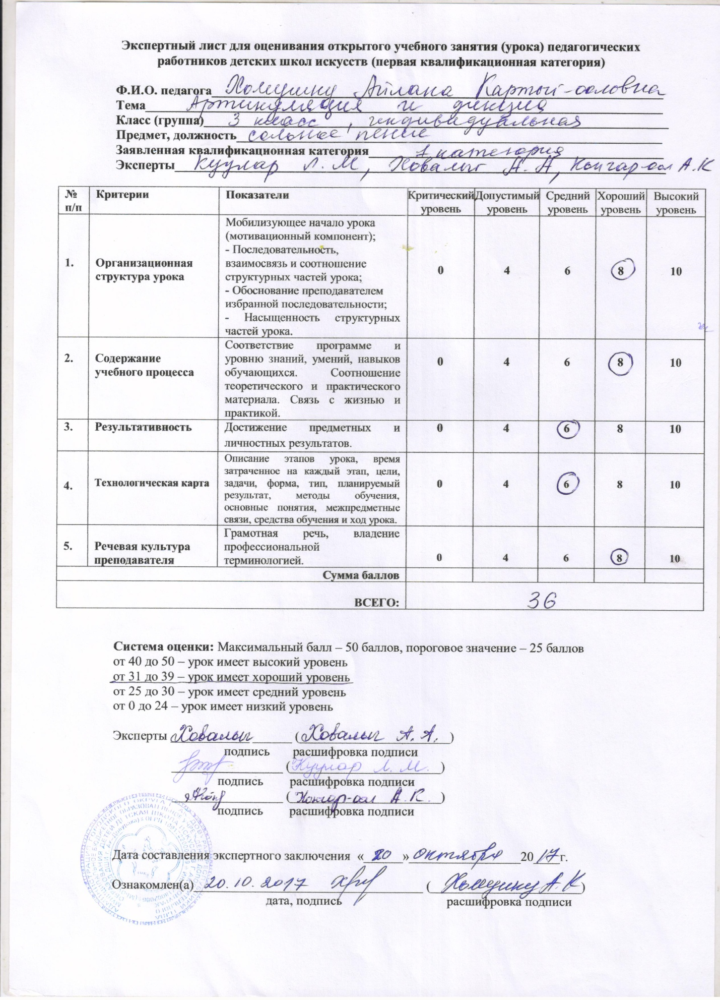 Экспертный лист для оценивания открытого учебного занятия (урока) педагогических
работников детских школ искусств (первая квалификационная категория)
Ф.И.О. педагога Хомушку Айлана Картый-ооловна
Тема Артикуляция и дикция
Класс (группа) 3 класс, индивидуальная
Предмет, должность сольное пение
Заявленная квалификационная категория 1 категория
Эксперты Куулар Л. М, Ховалыг А. А, Конгар-оол А.К
№ п/п Критерии Показатели Критический уровень Допустимый уровень Средний уровень Хороший уровень Высокий уровень
1. Организационная структура урока
Мобилизующее начало урока
(мотивационный компонент);
- Последовательность,
взаимосвязь и соотношение
структурных частей урока;
- Обоснование преподавателем
избранной последовательности;
- Насыщенность структурных
частей урока.
0 4 6 8 10
2. Содержание учебного процесса
Соответствие программе и
уровню знаний, умений, навыков
обучающихся. Соотношение
теоретического и практического
материала. Связь с жизнью и
практикой.
0 4 6 8 10
3. Результативность
Достижение предметных и
личностных результатов.
0 4 6 8 10
4. Технологическая карта
Описание этапов урока, время
затраченное на каждый этап, цели,
задачи, форма, тип, планируемый
результат, методы обучения,
основные понятия, межпредметные
связи, средства обучения и ход урока.
0 4 6 8 10
5. Речевая культура преподавателя
Грамотная речь, владение
профессиональной
терминологией.
0 4 6 8 10
Сумма баллов
ВСЕГО: 36
Система оценки: Максимальный балл – 50 баллов, пороговое значение – 25 баллов
от 40 до 50 – урок имеет высокий уровень
от 31 до 39 – урок имеет хороший уровень
от 25 до 30 – урок имеет средний уровень
от 0 до 24 – урок имеет низкий уровень
Эксперты Ховалыг (Ховалыг А. А.)
подпись расшифровка подписи
(Куулар Л. М.)
подпись расшифровка подписи
(Конгар-оол А. К.)
подпись расшифровка подписи
Дата составления экспертного заключения «20» октября 2017 г.
Ознакомлен(а) 20.10.2017 (Хомушку А. К)
дата, подпись расшифровка подписи